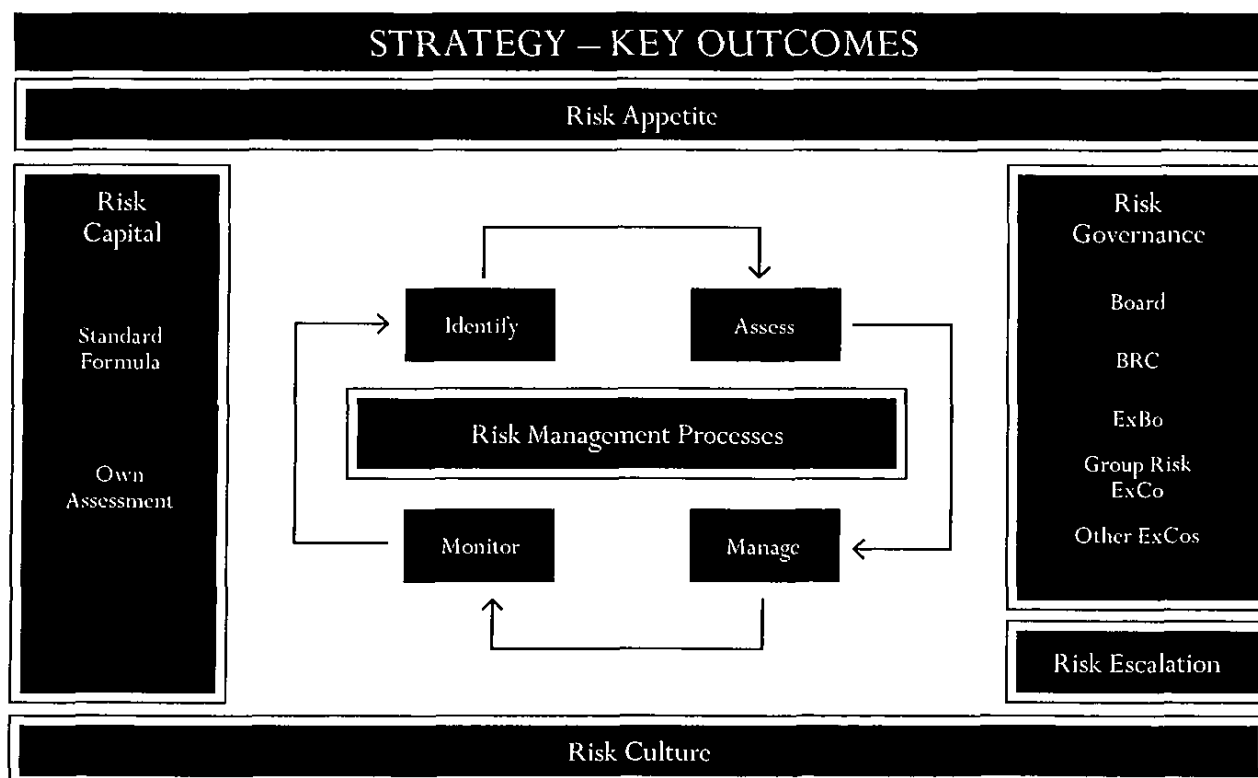 STRATEGY – KEY OUTCOMES
Risk Appetite
Risk
Capital
Standard
Formula
Own
Assessment
Identify
Assess
Risk Management Processes
Monitor
Manage
Risk
Governance
Board
BRC
ExBo
Group Risk
ExCo
Other ExCos
Risk Escalation
Risk Culture